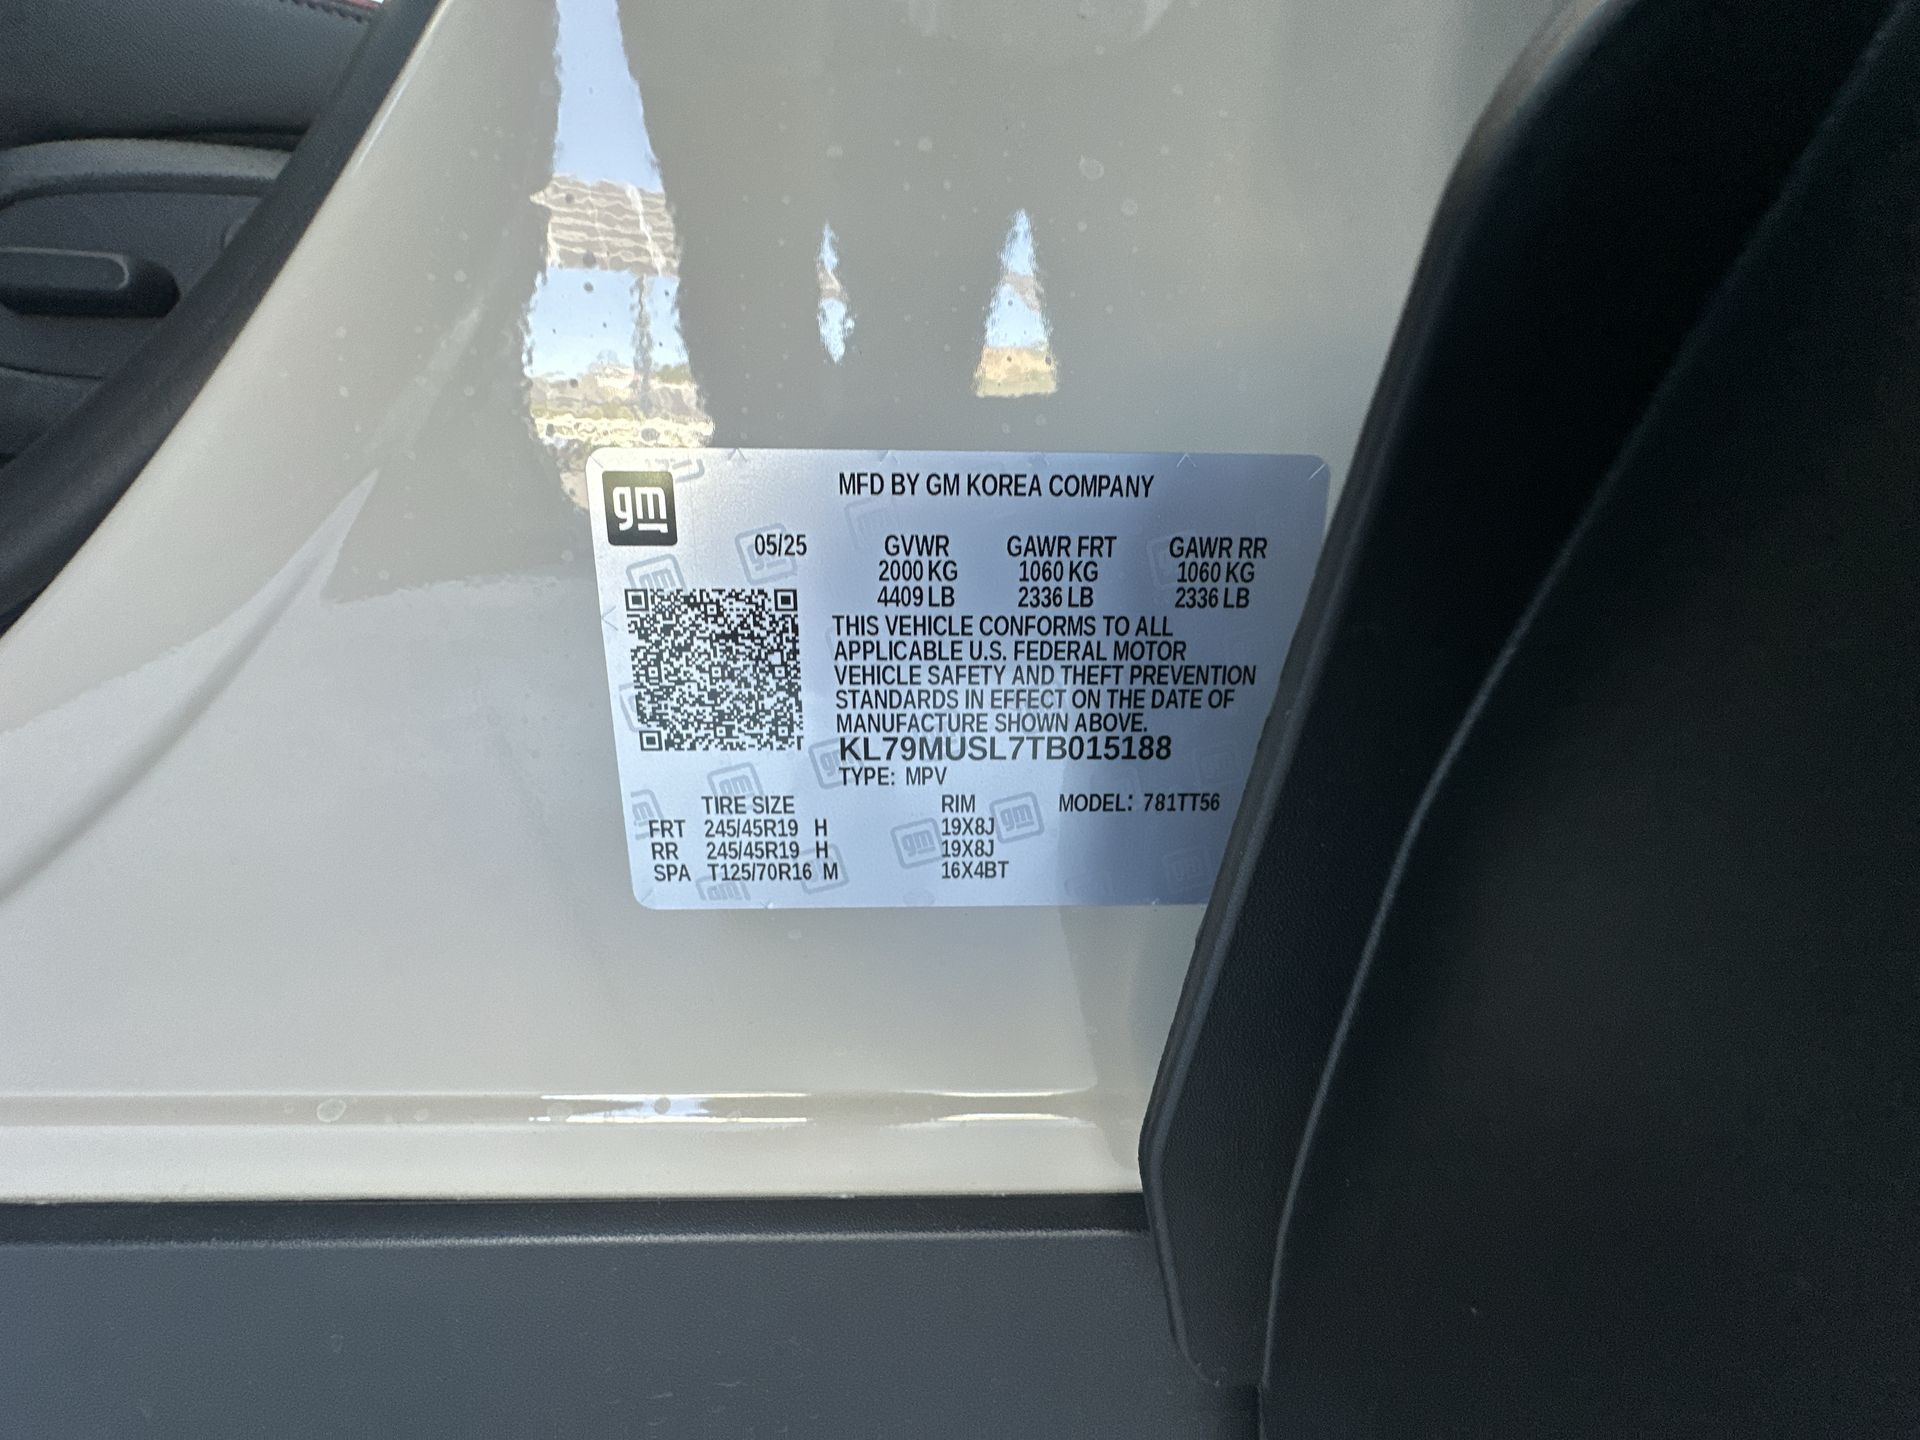 gm
MFD BY GM KOREA COMPANY
05/25 GVWR GAWR FRT GAWR RR
2000 KG 1060 KG 1060 KG
4409 LB 2336 LB 2336 LB
THIS VEHICLE CONFORMS TO ALL
APPLICABLE U.S. FEDERAL MOTOR
VEHICLE SAFETY AND THEFT PREVENTION
STANDARDS IN EFFECT ON THE DATE OF
MANUFACTURE SHOWN ABOVE.
KL79MUSL7TB015188
TYPE: MPV
TIRE SIZE RIM MODEL: 781TT56
FRT 245/45R19 H 19X8J
RR 245/45R19 H 19X8J
SPA T125/70R16 M 16X4BT